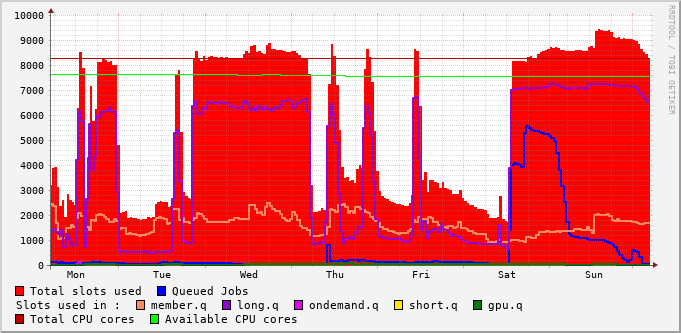 10000
9000
8000
7000
6000
5000
4000
3000
2000
1000
0
Mon Tue Wed Thu Fri Sat Sun
Total slots used Queued Jobs
Slots used in : member.q long.q ondemand.q short.q gpu.q
Total CPU cores Available CPU cores
RRDTOOL / TOBI OETIKER